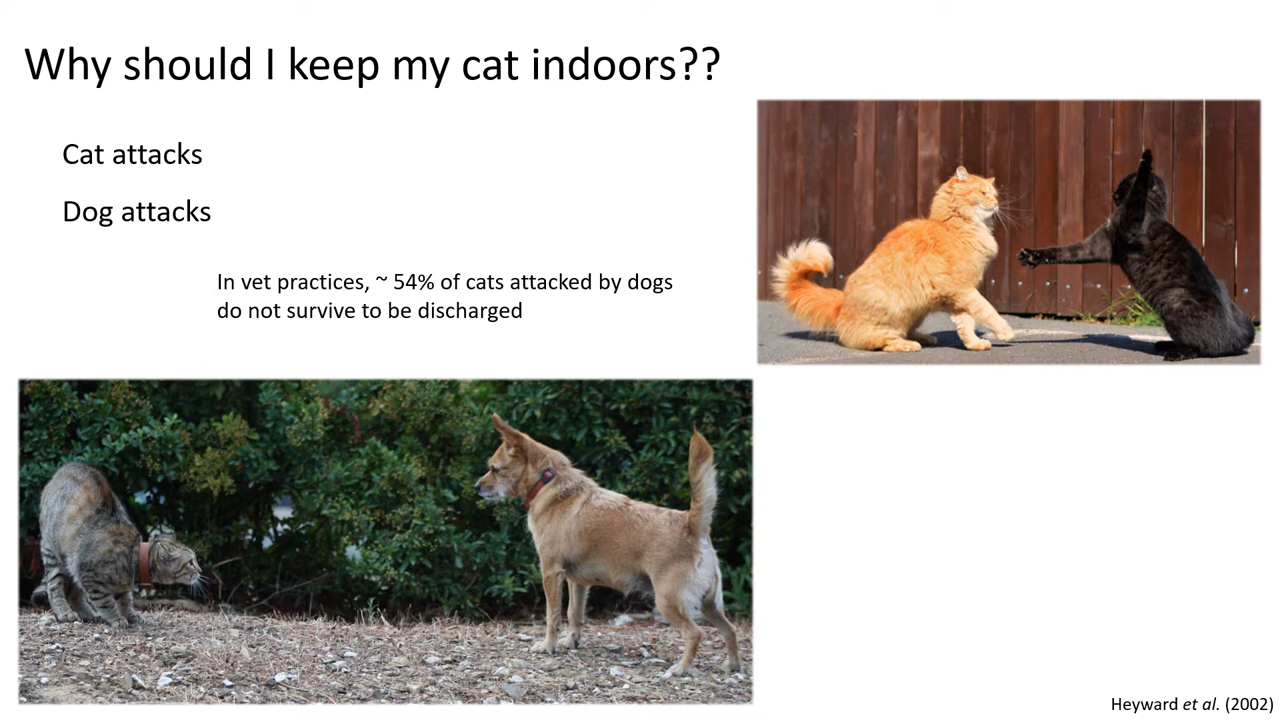 Why should I keep my cat indoors??
Cat attacks
Dog attacks
In vet practices, ~ 54% of cats attacked by dogs
do not survive to be discharged
Heyward et al. (2002)